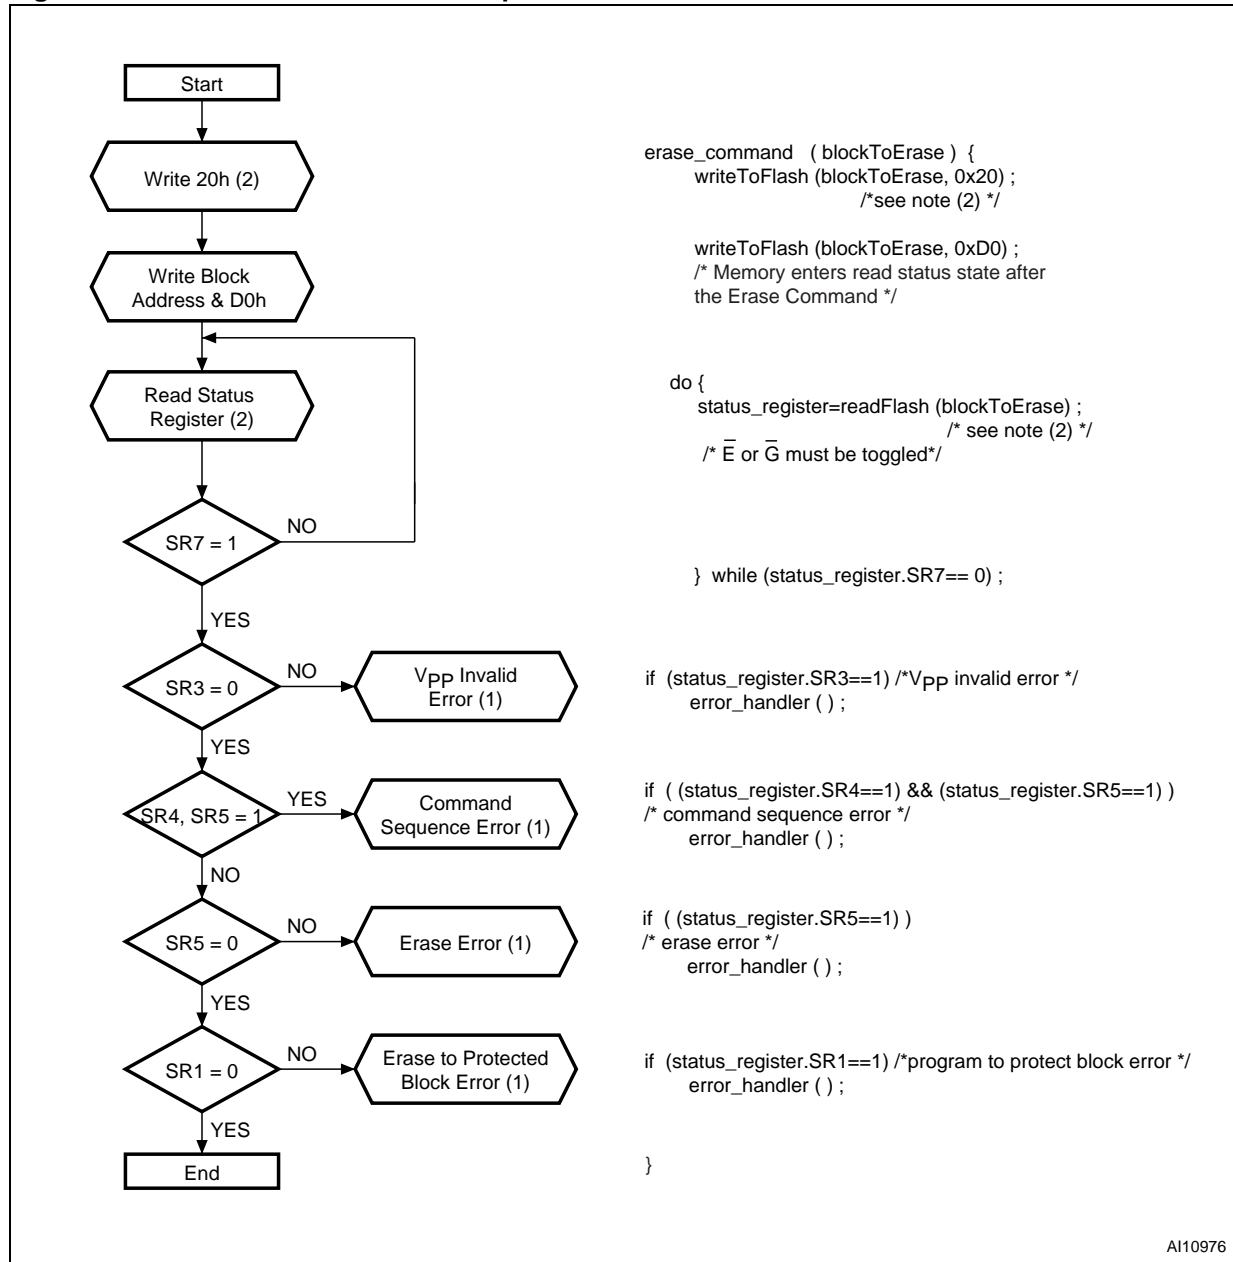 Start
Write 20h (2)
Write Block
Address & D0h
Read Status
Register (2)
SR7 = 1
NO
YES
SR3 = 0
NO
VPP Invalid
Error (1)
YES
SR4, SR5 = 1
YES
Command
Sequence Error (1)
NO
SR5 = 0
NO
Erase Error (1)
YES
SR1 = 0
NO
Erase to Protected
Block Error (1)
YES
End
erase_command ( blockToErase ) {
writeToFlash (blockToErase, 0x20) ;
/*see note (2) */
writeToFlash (blockToErase, 0xD0) ;
/* Memory enters read status state after
the Erase Command */
do {
status_register=readFlash (blockToErase) ;
/* see note (2) */
/* E̅ or G̅ must be toggled*/
} while (status_register.SR7== 0) ;
if (status_register.SR3==1) /*VPP invalid error */
error_handler ( ) ;
if ( (status_register.SR4==1) && (status_register.SR5==1) )
/* command sequence error */
error_handler ( ) ;
if ( (status_register.SR5==1) )
/* erase error */
error_handler ( ) ;
if (status_register.SR1==1) /*program to protect block error */
error_handler ( ) ;
}
AI10976